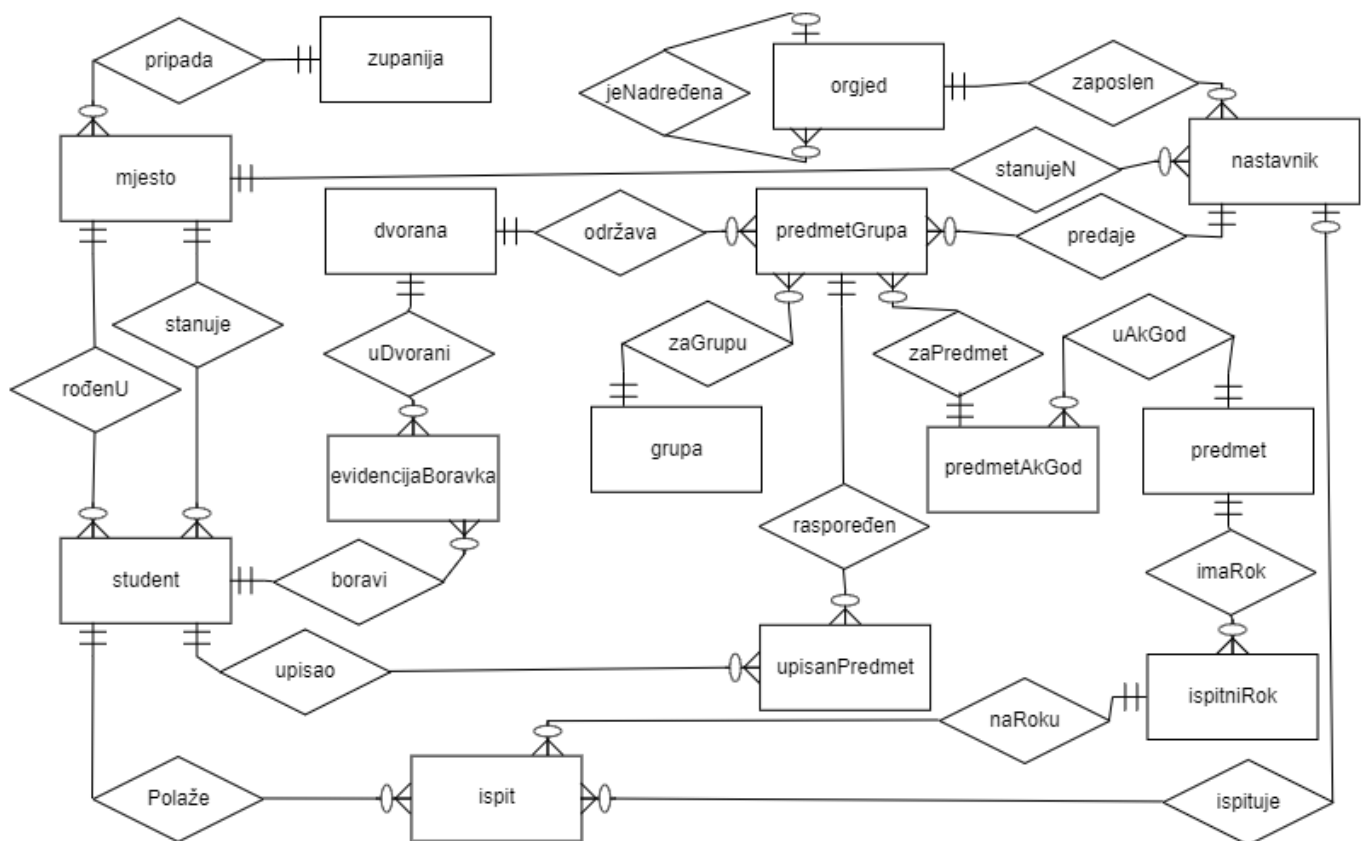 pripada
zupanija
orgjed
jeNadređena
zaposlen
mjesto
stanujeN
nastavnik
dvorana
održava
predmetGrupa
predaje
stanuje
uDvorani
zaGrupu
zaPredmet
uAkGod
rođenU
evidencijaBoravka
grupa
predmetAkGod
predmet
raspoređen
student
boravi
imaRok
upisao
upisanPredmet
ispitniRok
naRoku
Polaže
ispit
ispituje